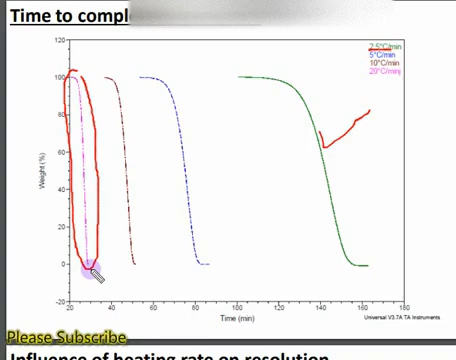 Time to compl
120
100
80
60
40
20
0
-20
Weight (%)
2.5°C/min
5°C/min
10°C/min
20°C/min
20 40 60 80 100 120 140 160 180
Time (min)
Universal V3.7A TA Instruments
Please Subscribe
Influence of heating rate on resolution